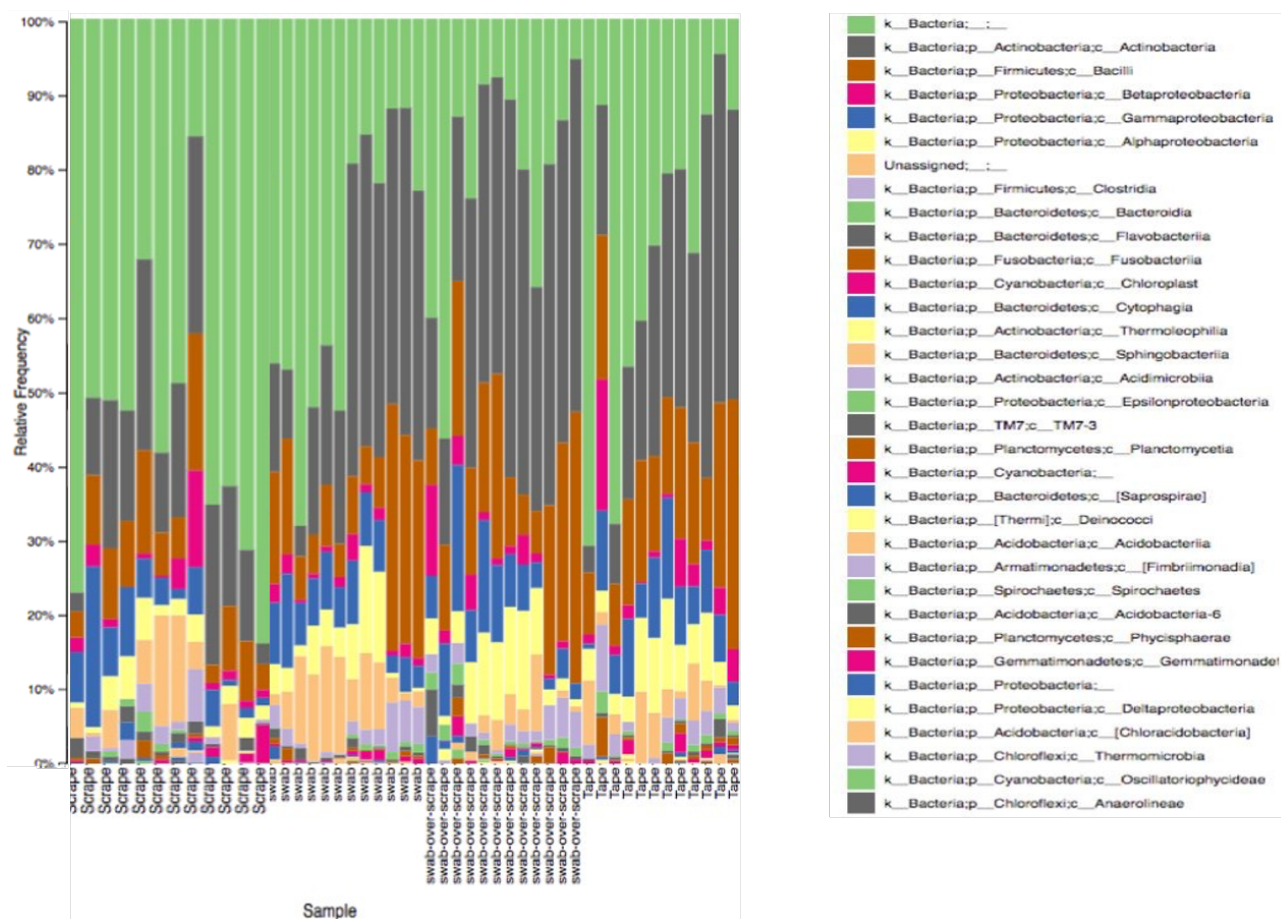 100%
90%
80%
70%
60%
50%
40%
30%
20%
10%
0%
Relative Frequency
Scrape
Scrape
Scrape
Scrape
Scrape
Scrape
Scrape
Scrape
Scrape
Scrape
Scrape
Scrape
swab
swab
swab
swab
swab
swab
swab
swab
swab
swab
swab
swab
swab-over-scrape
swab-over-scrape
swab-over-scrape
swab-over-scrape
swab-over-scrape
swab-over-scrape
swab-over-scrape
swab-over-scrape
swab-over-scrape
swab-over-scrape
swab-over-scrape
swab-over-scrape
Tape
Tape
Tape
Tape
Tape
Tape
Tape
Tape
Tape
Tape
Tape
Tape
Sample
k__Bacteria;__;__
k__Bacteria;p__Actinobacteria;c__Actinobacteria
k__Bacteria;p__Firmicutes;c__Bacilli
k__Bacteria;p__Proteobacteria;c__Betaproteobacteria
k__Bacteria;p__Proteobacteria;c__Gammaproteobacteria
k__Bacteria;p__Proteobacteria;c__Alphaproteobacteria
Unassigned;__;__
k__Bacteria;p__Firmicutes;c__Clostridia
k__Bacteria;p__Bacteroidetes;c__Bacteroidia
k__Bacteria;p__Bacteroidetes;c__Flavobacteriia
k__Bacteria;p__Fusobacteria;c__Fusobacteriia
k__Bacteria;p__Cyanobacteria;c__Chloroplast
k__Bacteria;p__Bacteroidetes;c__Cytophagia
k__Bacteria;p__Actinobacteria;c__Thermoleophilia
k__Bacteria;p__Bacteroidetes;c__Sphingobacteriia
k__Bacteria;p__Actinobacteria;c__Acidimicrobiia
k__Bacteria;p__Proteobacteria;c__Epsilonproteobacteria
k__Bacteria;p__TM7;c__TM7-3
k__Bacteria;p__Planctomycetes;c__Planctomycetia
k__Bacteria;p__Cyanobacteria;__
k__Bacteria;p__Bacteroidetes;c__[Saprospirae]
k__Bacteria;p__[Thermi];c__Deinococci
k__Bacteria;p__Acidobacteria;c__Acidobacteriia
k__Bacteria;p__Armatimonadetes;c__[Fimbriimonadia]
k__Bacteria;p__Spirochaetes;c__Spirochaetes
k__Bacteria;p__Acidobacteria;c__Acidobacteria-6
k__Bacteria;p__Planctomycetes;c__Phycisphaerae
k__Bacteria;p__Gemmatimonadetes;c__Gemmatimonadet
k__Bacteria;p__Proteobacteria;__
k__Bacteria;p__Proteobacteria;c__Deltaproteobacteria
k__Bacteria;p__Acidobacteria;c__[Chloracidobacteria]
k__Bacteria;p__Chloroflexi;c__Thermomicrobia
k__Bacteria;p__Cyanobacteria;c__Oscillatoriophycideae
k__Bacteria;p__Chloroflexi;c__Anaerolineae